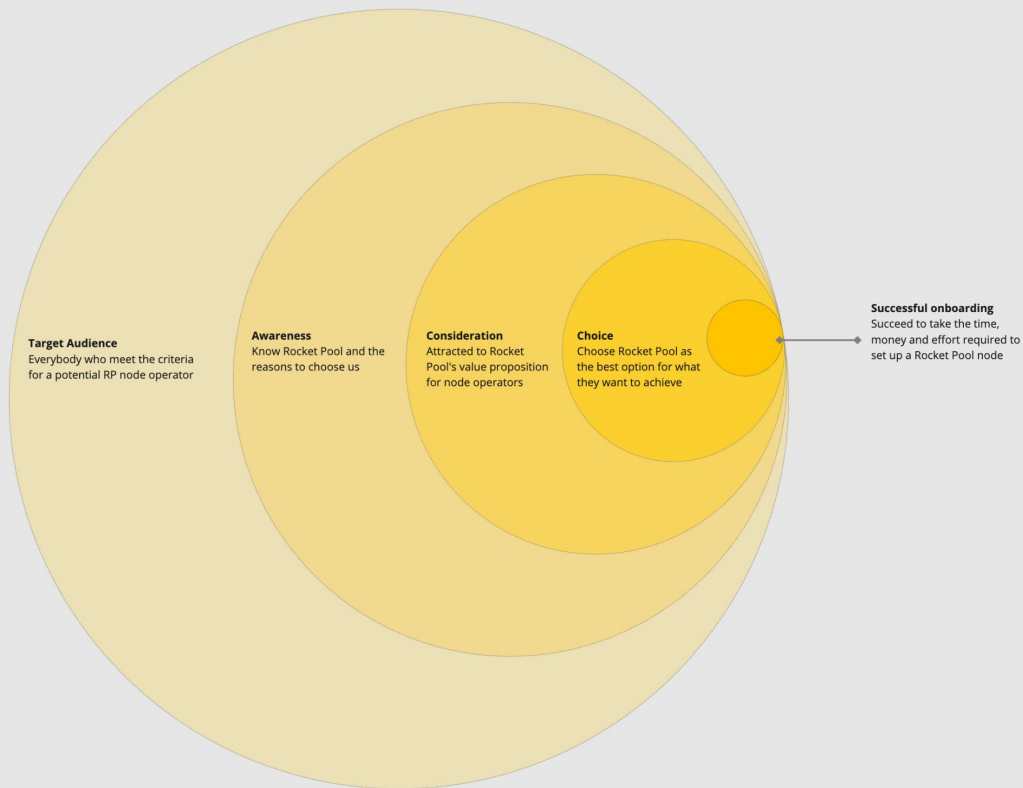 Target Audience
Everybody who meet the criteria
for a potential RP node operator
Awareness
Know Rocket Pool and the
reasons to choose us
Consideration
Attracted to Rocket
Pool's value proposition
for node operators
Choice
Choose Rocket Pool as
the best option for what
they want to achieve
Successful onboarding
Succeed to take the time,
money and effort required to
set up a Rocket Pool node